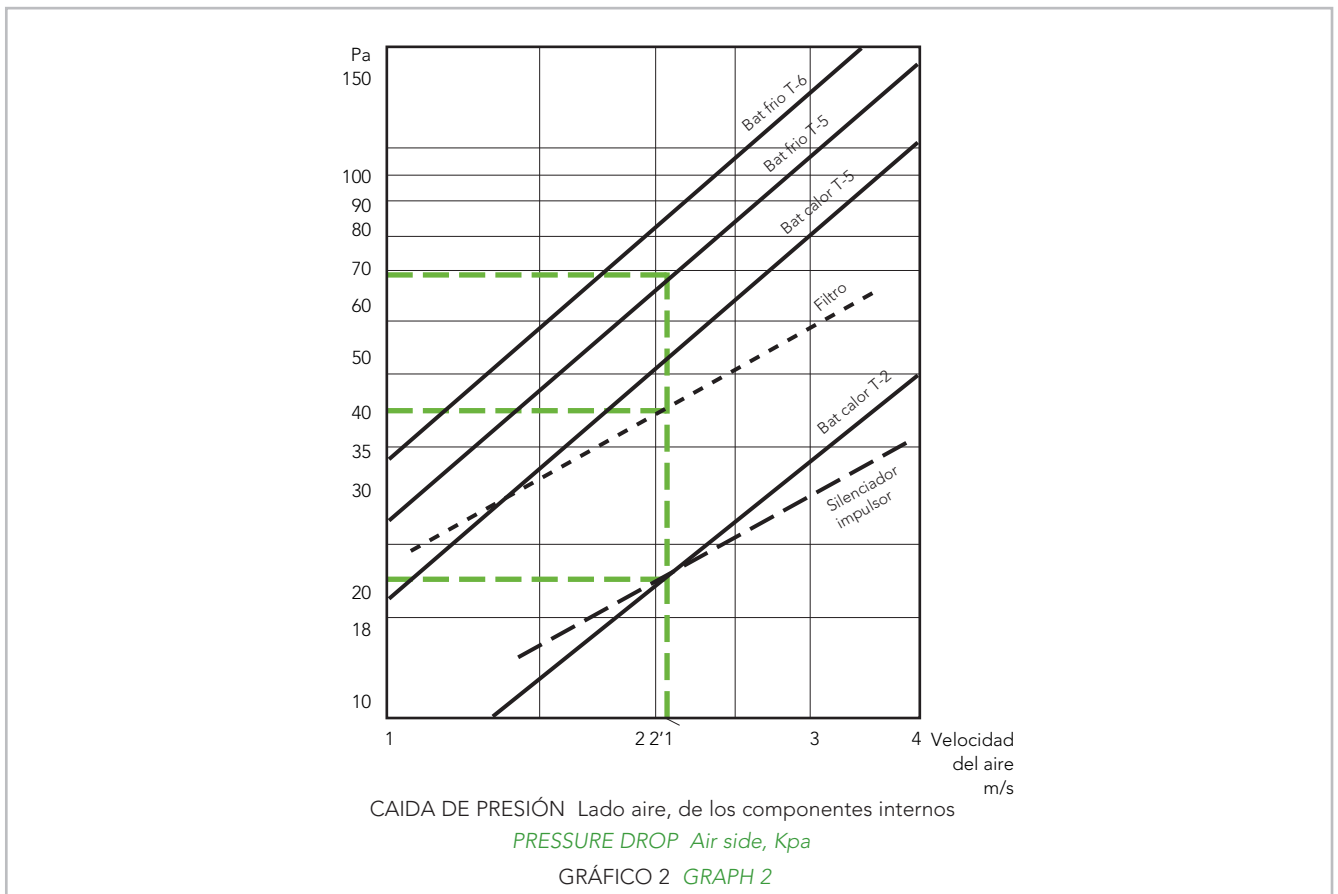 Pa
150
100
90
80
70
60
50
40
35
30
20
18
10
Bat frio T-6
Bat frio T-5
Bat calor T-5
Filtro
Bat calor T-2
Silenciador
impulsor
1 2 2'1 3 4
Velocidad
del aire
m/s
CAIDA DE PRESIÓN Lado aire, de los componentes internos
PRESSURE DROP Air side, Kpa
GRÁFICO 2 GRAPH 2